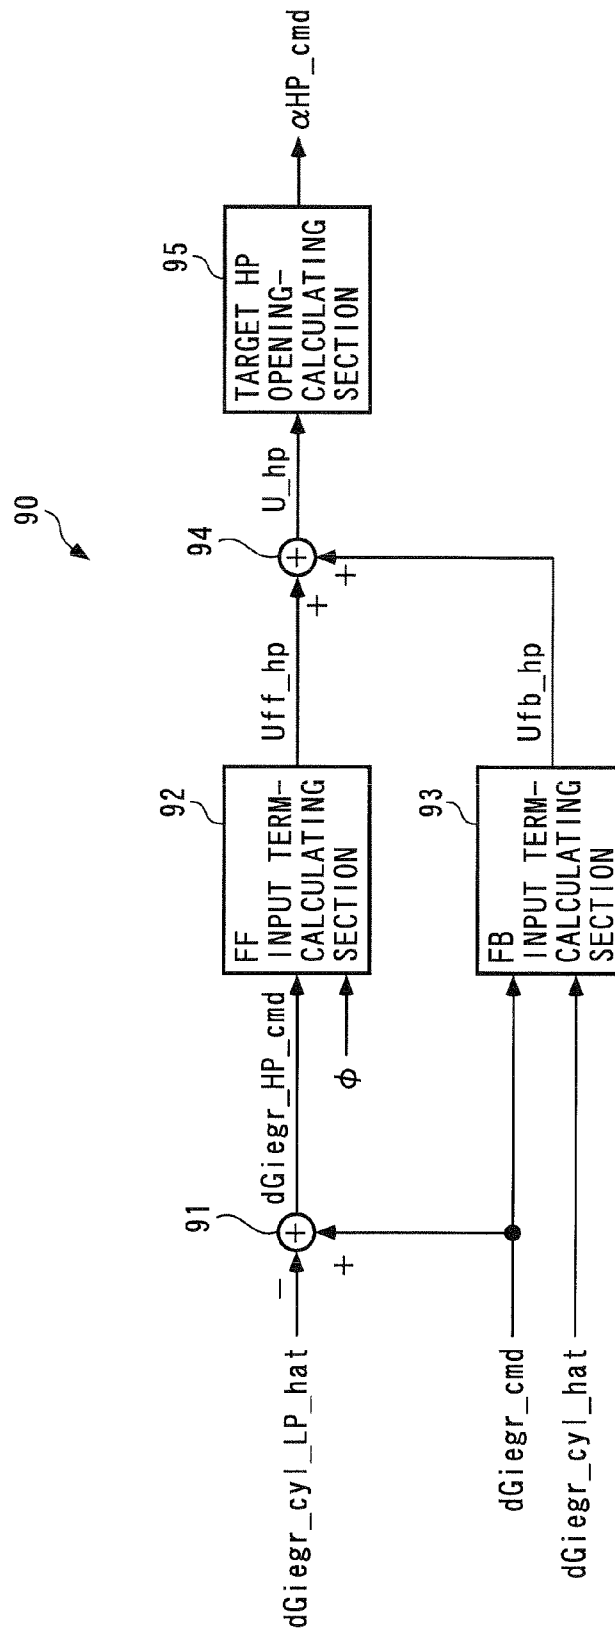 90
dGiegr_cyl_LP_hat
−
91
+
dGiegr_HP_cmd
ϕ
92
FF
INPUT TERM-
CALCULATING
SECTION
Uff_hp
+
94
+
+
U_hp
95
TARGET HP
OPENING-
CALCULATING
SECTION
αHP_cmd
+
dGiegr_cmd
dGiegr_cyl_hat
93
FB
INPUT TERM-
CALCULATING
SECTION
Ufb_hp